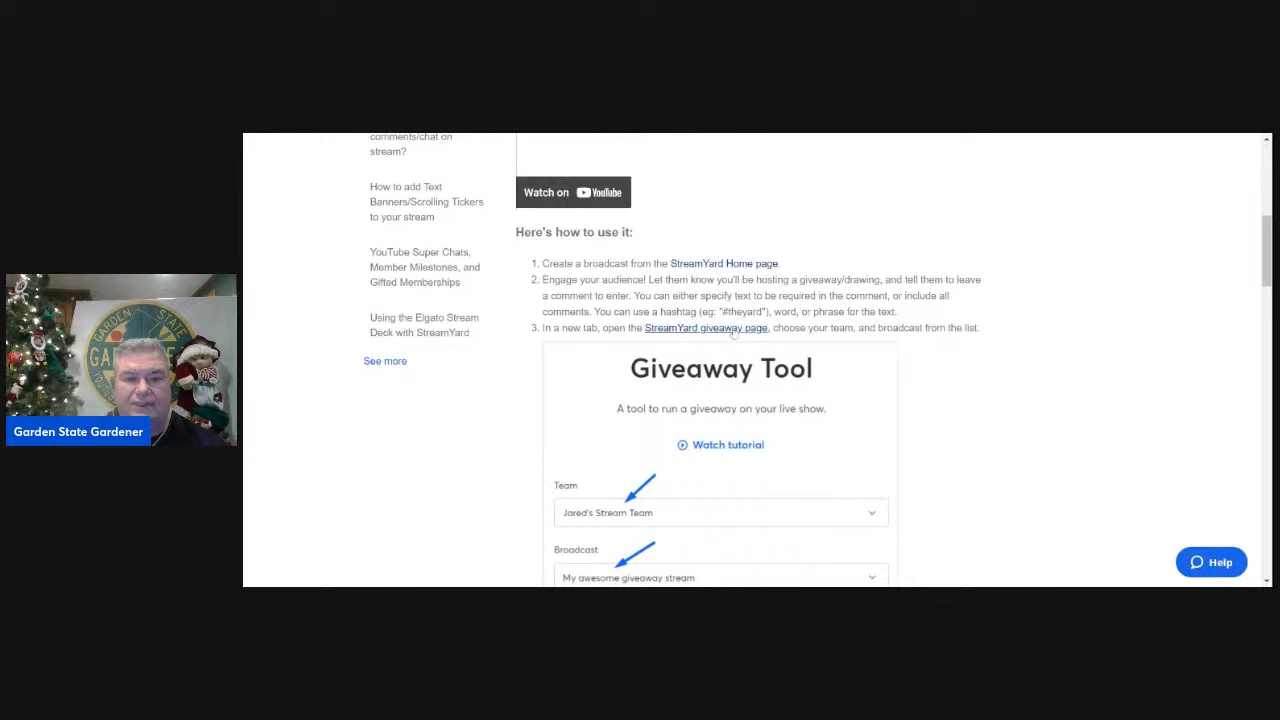 comments/chat on
stream?
How to add Text
Banners/Scrolling Tickers
to your stream
YouTube Super Chats,
Member Milestones, and
Gifted Memberships
Using the Elgato Stream
Deck with StreamYard
See more
Watch on YouTube
Here's how to use it:
1. Create a broadcast from the StreamYard Home page.
2. Engage your audience! Let them know you'll be hosting a giveaway/drawing, and tell them to leave
a comment to enter. You can either specify text to be required in the comment, or include all
comments. You can use a hashtag (eg: "#theyard"), word, or phrase for the text.
3. In a new tab, open the StreamYard giveaway page, choose your team, and broadcast from the list.
Giveaway Tool
A tool to run a giveaway on your live show.
Watch tutorial
Team
Jared's Stream Team
Broadcast
My awesome giveaway stream
Help
GARDEN STATE
Garden State Gardener